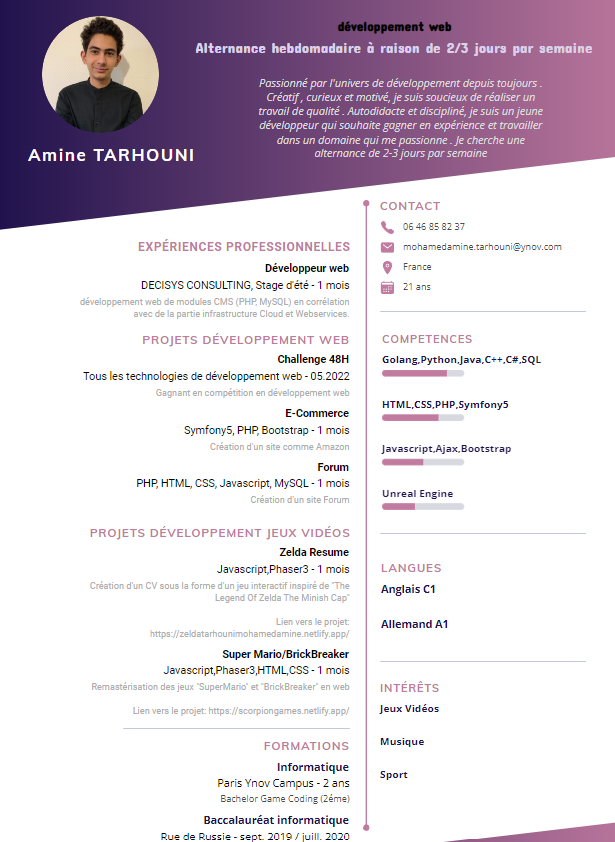 développement web
Alternance hebdomadaire à raison de 2/3 jours par semaine
Passionné par l'univers de développement depuis toujours .
Créatif , curieux et motivé, je suis soucieux de réaliser un
travail de qualité . Autodidacte et discipliné, je suis un jeune
développeur qui souhaite gagner en expérience et travailler
dans un domaine qui me passionne . Je cherche une
alternance de 2-3 jours par semaine
Amine TARHOUNI
EXPÉRIENCES PROFESSIONNELLES
Développeur web
DECISYS CONSULTING, Stage d'été - 1 mois
développement web de modules CMS (PHP, MySQL) en corrélation
avec de la partie infrastructure Cloud et Webservices.
PROJETS DÉVELOPPEMENT WEB
Challenge 48H
Tous les technologies de développement web - 05.2022
Gagnant en compétition en développement web
E-Commerce
Symfony5, PHP, Bootstrap - 1 mois
Création d'un site comme Amazon
Forum
PHP, HTML, CSS, Javascript, MySQL - 1 mois
Création d'un site Forum
PROJETS DÉVELOPPEMENT JEUX VIDÉOS
Zelda Resume
Javascript,Phaser3 - 1 mois
Création d'un CV sous la forme d'un jeu interactif inspiré de "The
Legend Of Zelda The Minish Cap"
Lien vers le projet:
https://zeldatarhounimohamedamine.netlify.app/
Super Mario/BrickBreaker
Javascript,Phaser3,HTML,CSS - 1 mois
Remastérisation des jeux "SuperMario" et "BrickBreaker" en web
Lien vers le projet: https://scorpiongames.netlify.app/
FORMATIONS
Informatique
Paris Ynov Campus - 2 ans
Bachelor Game Coding (2éme)
Baccalauréat informatique
Rue de Russie - sept. 2019 / juill. 2020
CONTACT
06 46 85 82 37
mohamedamine.tarhouni@ynov.com
France
21 ans
COMPETENCES
Golang,Python,Java,C++,C#,SQL
HTML,CSS,PHP,Symfony5
Javascript,Ajax,Bootstrap
Unreal Engine
LANGUES
Anglais C1
Allemand A1
INTÉRÊTS
Jeux Vidéos
Musique
Sport